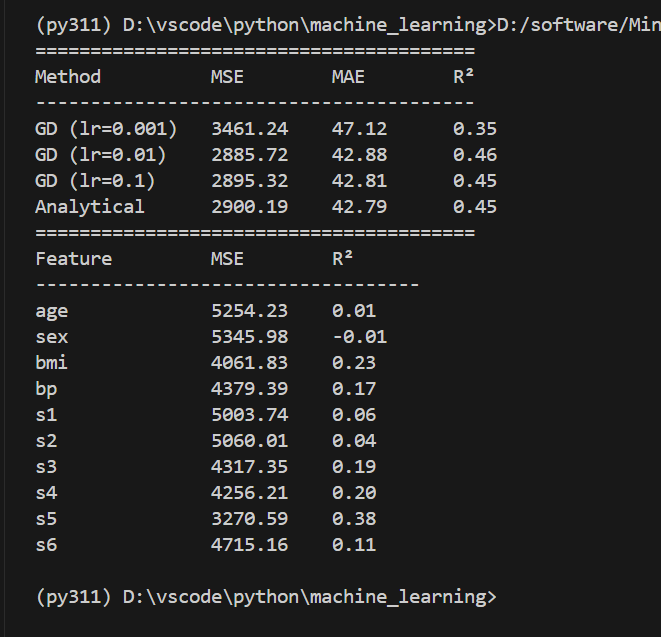 (py311) D:\vscode\python\machine_learning>D:/software/Min
========================================
Method          MSE        MAE        R²
----------------------------------------
GD (lr=0.001)   3461.24    47.12      0.35
GD (lr=0.01)    2885.72    42.88      0.46
GD (lr=0.1)     2895.32    42.81      0.45
Analytical      2900.19    42.79      0.45
========================================
Feature         MSE        R²
-----------------------------------
age             5254.23    0.01
sex             5345.98    -0.01
bmi             4061.83    0.23
bp              4379.39    0.17
s1              5003.74    0.06
s2              5060.01    0.04
s3              4317.35    0.19
s4              4256.21    0.20
s5              3270.59    0.38
s6              4715.16    0.11
(py311) D:\vscode\python\machine_learning>